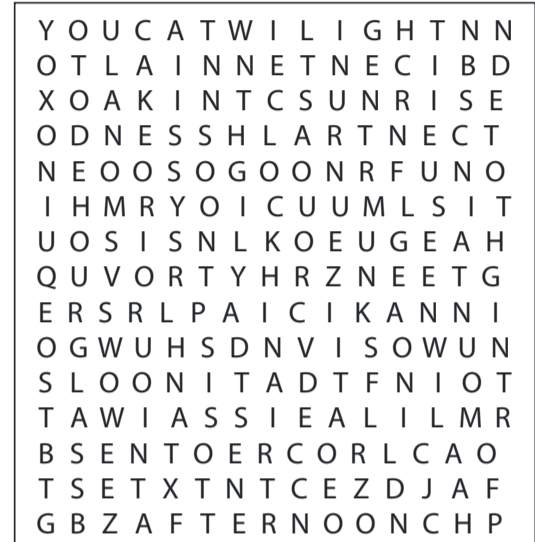 Y O U C A T W I L I G H T N N
O T L A I N N E T N E C I B D
X O A K I N T C S U N R I S E
O D N E S S H L A R T N E C T
N E O O S O G O O N R F U N O
I H M R Y O I C U U M L S I T
U O S I S N L K O E U G E A H
Q U V O R T Y H R Z N E E T G
E R S R L P A I C I K A N N I
O G W U H S D N V I S O W U N
S L O O N I T A D T F N I O T
T A W I A S S I E A L I L M R
B S E N T O E R C O R L C A O
T S E T X T N T C E Z D J A F
G B Z A F T E R N O O N C H P